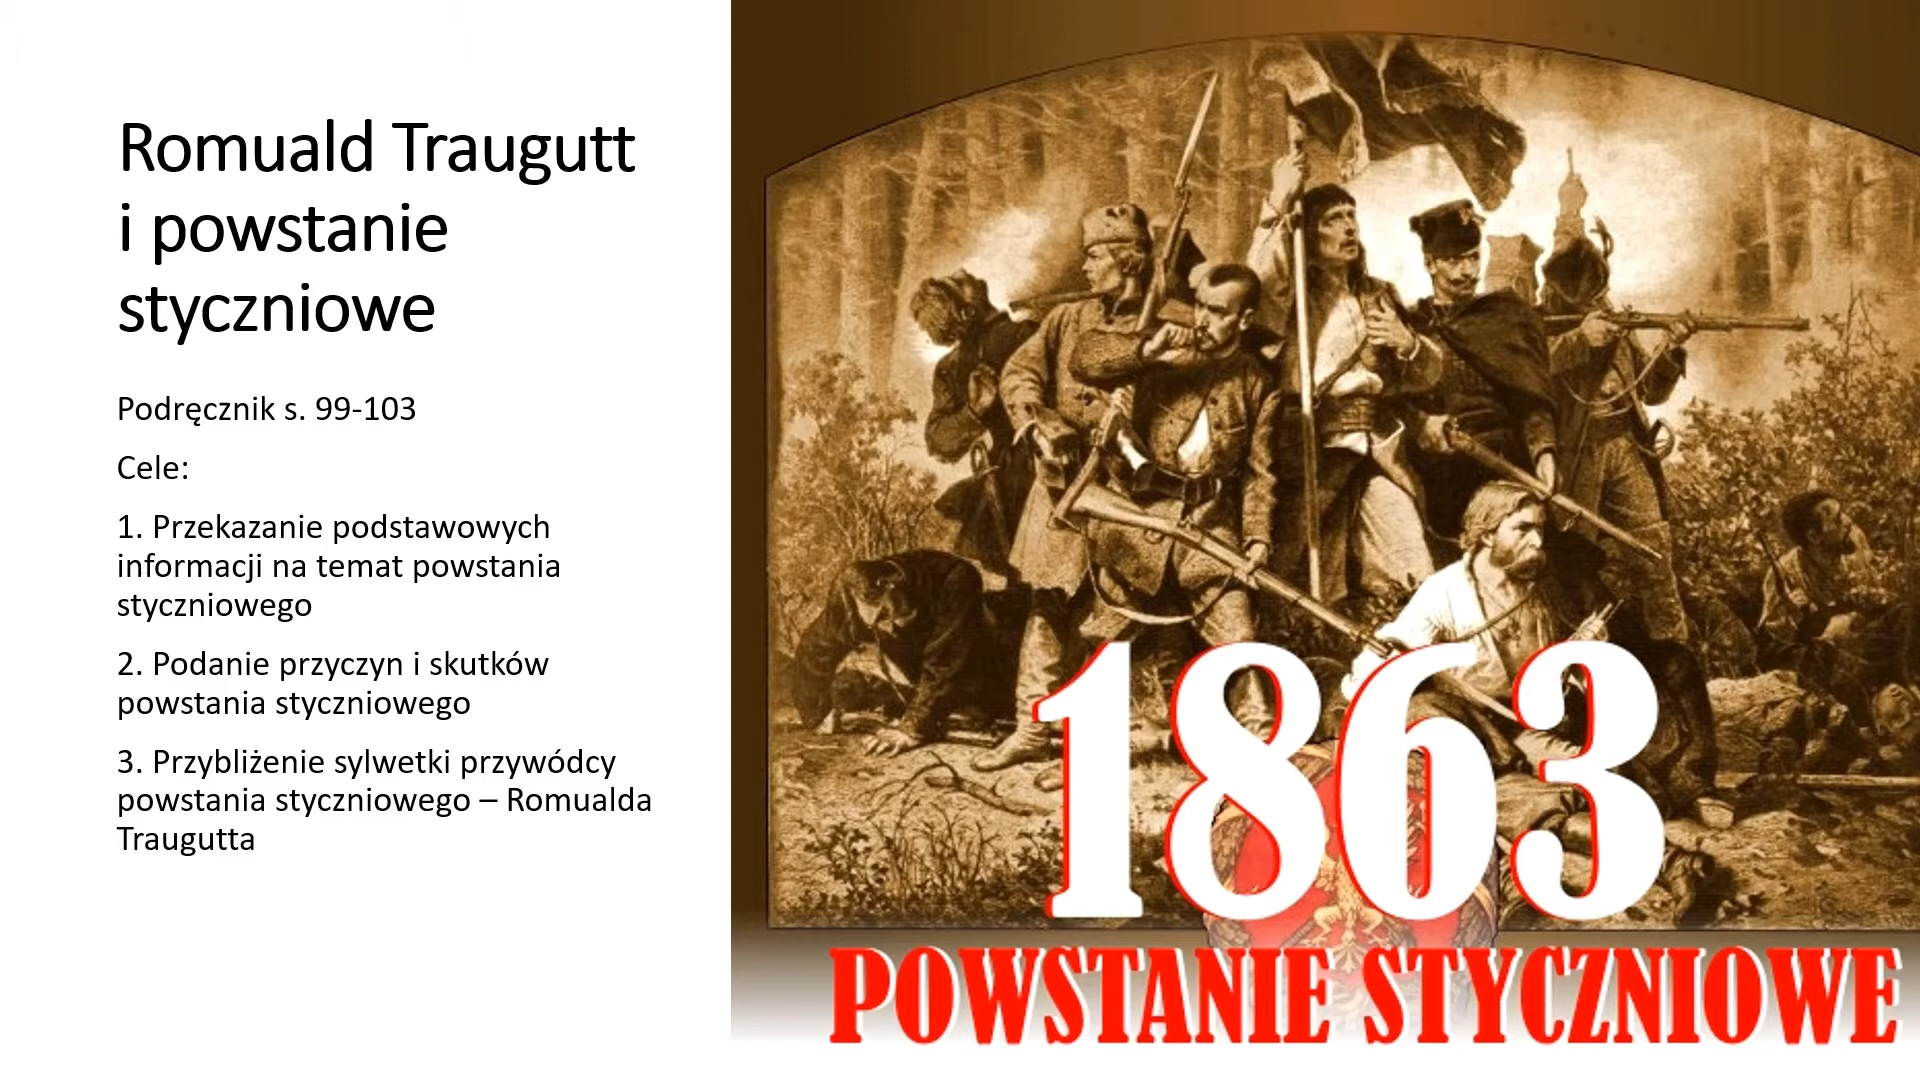 Romuald Traugutt
i powstanie
styczniowe
Podręcznik s. 99-103
Cele:
1. Przekazanie podstawowych
informacji na temat powstania
styczniowego
2. Podanie przyczyn i skutków
powstania styczniowego
3. Przybliżenie sylwetki przywódcy
powstania styczniowego – Romualda
Traugutta
1863
POWSTANIE STYCZNIOWE